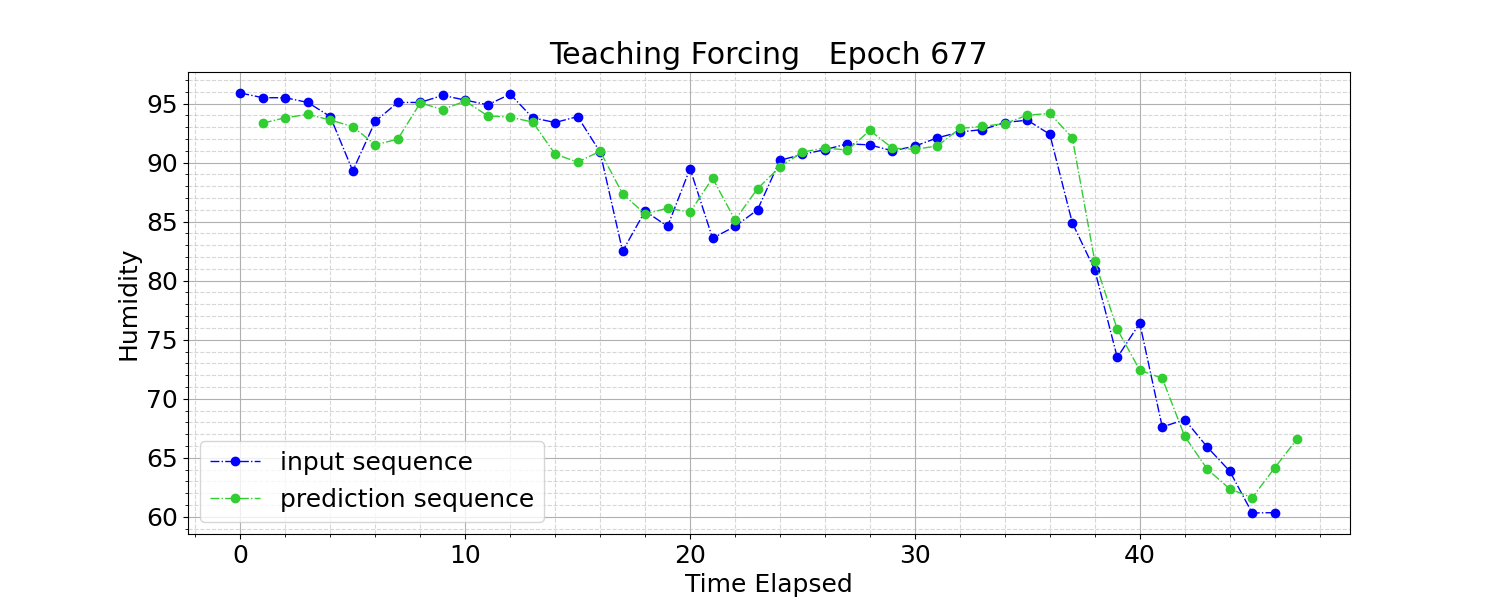 Teaching Forcing   Epoch 677
Humidity
95
90
85
80
75
70
65
60
input sequence
prediction sequence
0 10 20 30 40
Time Elapsed